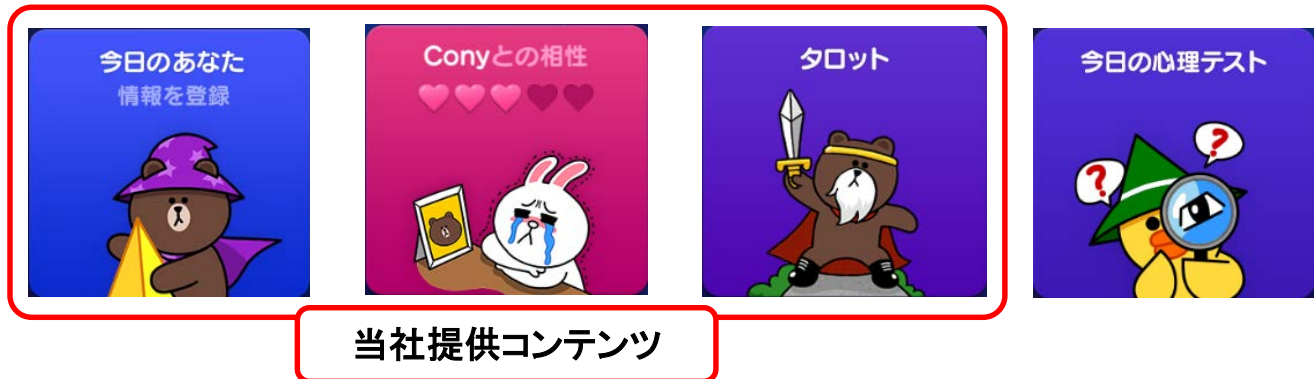 今日のあなた
情報を登録
Conyとの相性
タロット
今日の心理テスト
?
?
当社提供コンテンツ